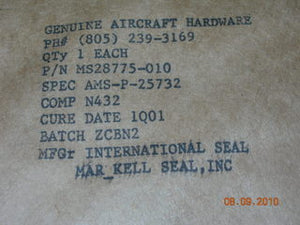 GENUINE AIRCRAFT HARDWARE
PH# (805) 239-3169
QTy 1 EACH
P/N MS28775-010
SPEC AMS-P-25732
COMP N432
CURE DATE 1Q01
BATCH ZCBN2
MFGr INTERNATIONAL SEAL
MAR_KELL SEAL,INC
08.09.2010